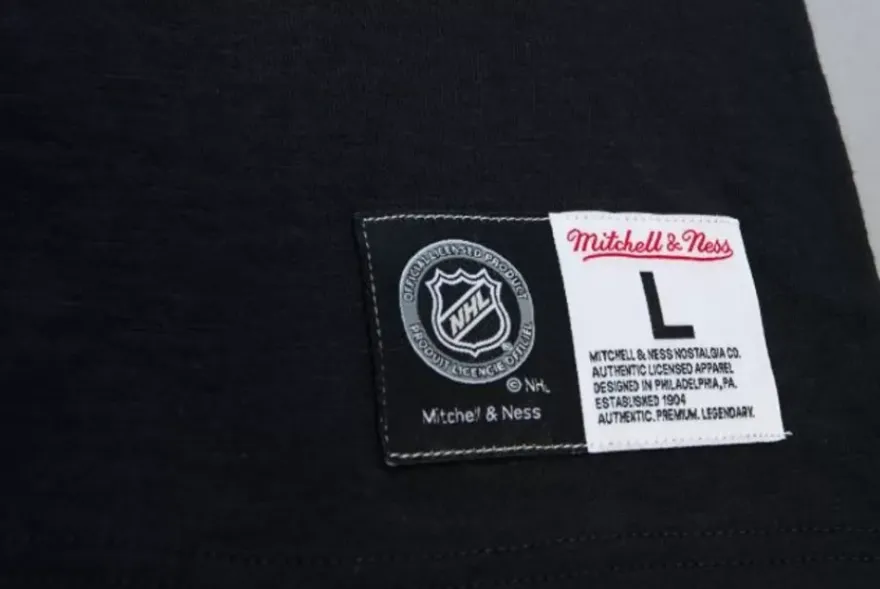 OFFICIAL LICENSED PRODUCT
NHL
®
PRODUIT LICENCIÉ OFFICIEL
© NHL
Mitchell & Ness
Mitchell & Ness
L
MITCHELL & NESS NOSTALGIA CO.
AUTHENTIC LICENSED APPAREL
DESIGNED IN PHILADELPHIA, PA.
ESTABLISHED 1904
AUTHENTIC. PREMIUM. LEGENDARY.